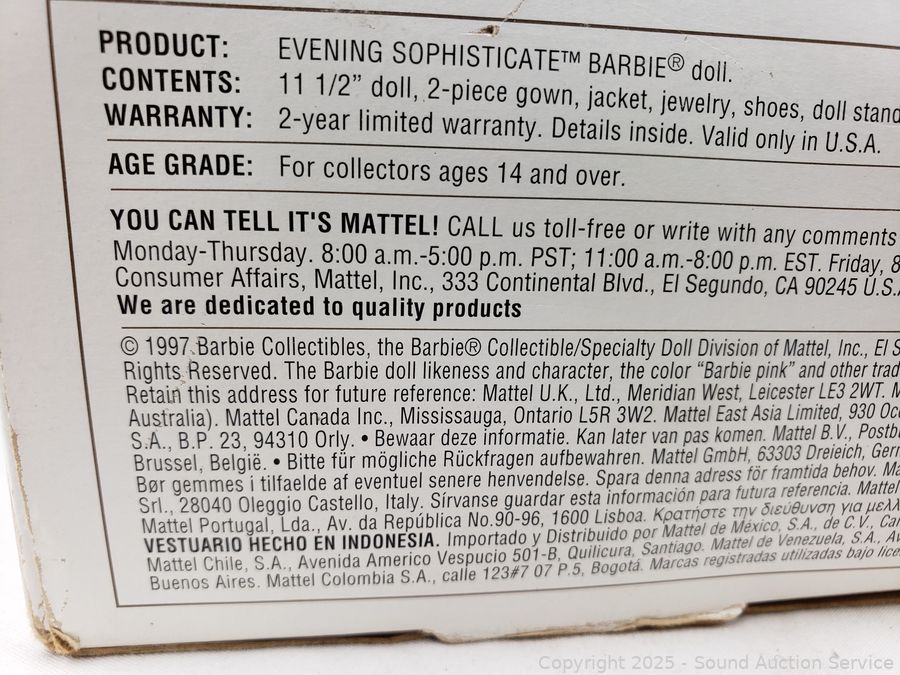 PRODUCT: EVENING SOPHISTICATE™ BARBIE® doll.
CONTENTS: 11 1/2” doll, 2-piece gown, jacket, jewelry, shoes, doll stand
WARRANTY: 2-year limited warranty. Details inside. Valid only in U.S.A.
AGE GRADE: For collectors ages 14 and over.
YOU CAN TELL IT'S MATTEL! CALL us toll-free or write with any comments
Monday-Thursday. 8:00 a.m.-5:00 p.m. PST; 11:00 a.m.-8:00 p.m. EST. Friday, 8
Consumer Affairs, Mattel, Inc., 333 Continental Blvd., El Segundo, CA 90245 U.S.
We are dedicated to quality products
© 1997 Barbie Collectibles, the Barbie® Collectible/Specialty Doll Division of Mattel, Inc., El S
Rights Reserved. The Barbie doll likeness and character, the color “Barbie pink” and other trad
Retain this address for future reference: Mattel U.K., Ltd., Meridian West, Leicester LE3 2WT. M
Australia). Mattel Canada Inc., Mississauga, Ontario L5R 3W2. Mattel East Asia Limited, 930 Oc
S.A., B.P. 23, 94310 Orly. • Bewaar deze informatie. Kan later van pas komen. Mattel B.V., Postb
Brussel, België. • Bitte für mögliche Rückfragen aufbewahren. Mattel GmbH, 63303 Dreieich, Ger
Bør gemmes i tilfaelde af eventuel senere henvendelse. Spara denna adress för framtida behov. Ma
Srl., 28040 Oleggio Castello, Italy. Sírvanse guardar esta información para futura referencia. Mattel
Mattel Portugal, Lda., Av. da República No.90-96, 1600 Lisboa. Κρατήστε την διεύθυνση για μελλ
VESTUARIO HECHO EN INDONESIA. Importado y Distribuido por Mattel de México, S.A., de C.V., Ca
Mattel Chile, S.A., Avenida Americo Vespucio 501-B, Quilicura, Santiago. Mattel de Venezuela, S.A., Av
Buenos Aires. Mattel Colombia S.A., calle 123#7 07 P.5, Bogotá. Marcas registradas utilizadas bajo lice
Copyright 2025 - Sound Auction Service